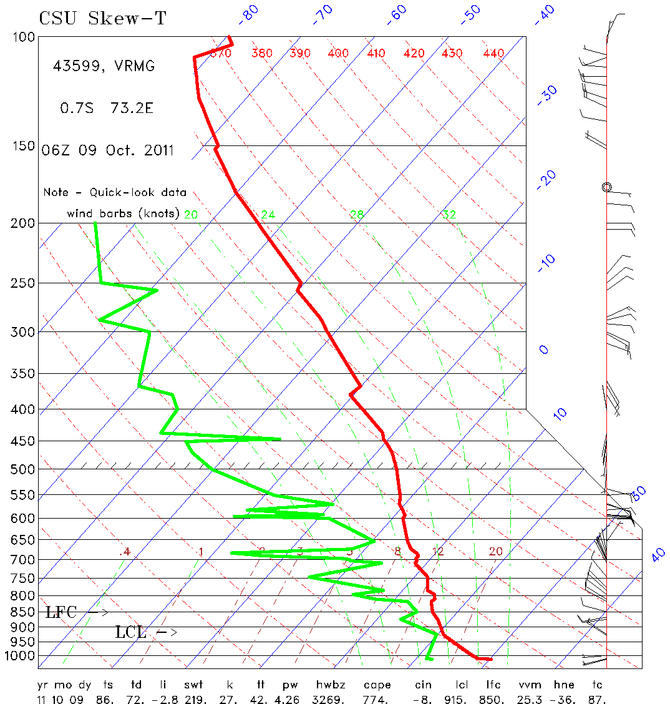 CSU Skew-T
-80 -70 -60 -50 -40
100
370 380 390 400 410 420 430 440
43599, VRMG
-30
0.7S 73.2E
150
06Z 09 Oct. 2011
-20
Note - Quick-look data
wind barbs (knots) 20 24 28 32
200
-10
250
300
0
350
400
10
450
500
550
600
650
40
.4 1 2 3 5 8 12 20
700
750
800
850
LFC -->
900
LCL -->
950
1000
yr mo dy ts td li swt k tt pw hwbz cape cin lcl lfc vvm hne tc
11 10 09 86. 72. -2.8 219. 27. 42. 4.26 3269. 774. -8. 915. 850. 25.3 -36. 87.